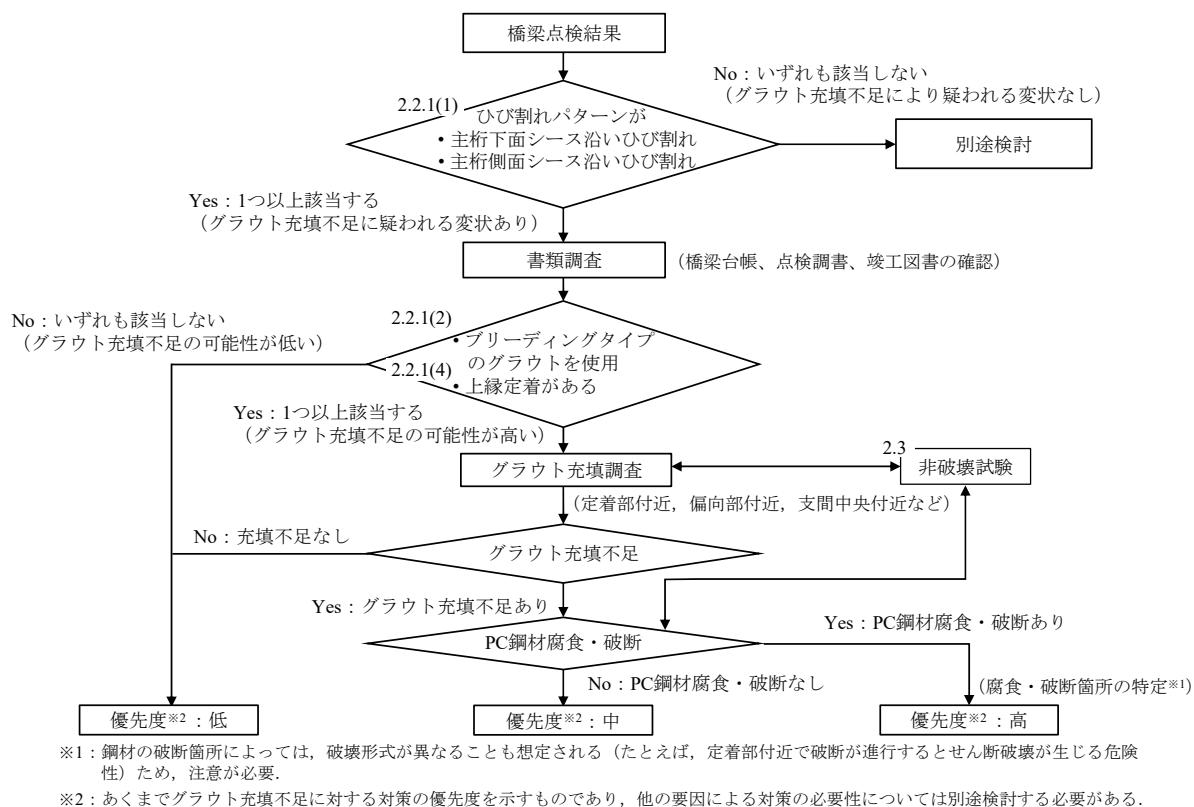 橋梁点検結果
No：いずれも該当しない
（グラウト充填不足により疑われる変状なし）
2.2.1(1)
ひび割れパターンが
・主桁下面シース沿いひび割れ
・主桁側面シース沿いひび割れ
別途検討
Yes：1つ以上該当する
（グラウト充填不足に疑われる変状あり）
書類調査
（橋梁台帳、点検調書、竣工図書の確認）
No：いずれも該当しない
（グラウト充填不足の可能性が低い）
2.2.1(2)
・ブリーディングタイプ
のグラウトを使用
2.2.1(4)
・上縁定着がある
Yes：1つ以上該当する
（グラウト充填不足の可能性が高い）
2.3
グラウト充填調査
非破壊試験
（定着部付近，偏向部付近，支間中央付近など）
No：充填不足なし
グラウト充填不足
Yes：グラウト充填不足あり
Yes：PC鋼材腐食・破断あり
PC鋼材腐食・破断
No：PC鋼材腐食・破断なし
（腐食・破断箇所の特定※1）
優先度※2：低
優先度※2：中
優先度※2：高
※1：鋼材の破断箇所によっては，破壊形式が異なることも想定される（たとえば，定着部付近で破断が進行するとせん断破壊が生じる危険
性）ため，注意が必要．
※2：あくまでグラウト充填不足に対する対策の優先度を示すものであり，他の要因による対策の必要性については別途検討する必要がある．